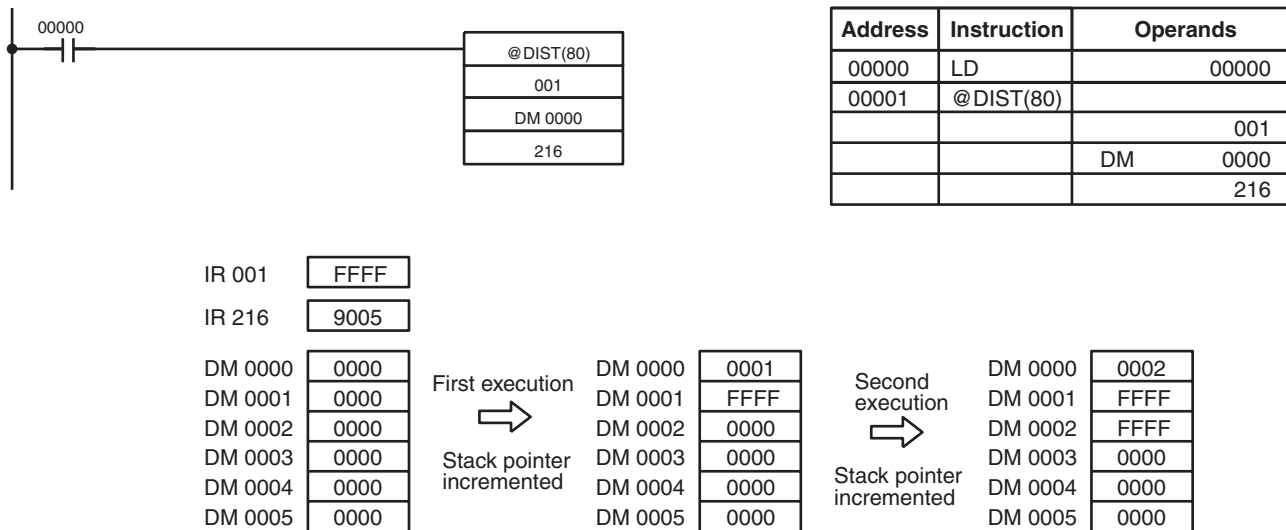 00000
@DIST(80)
001
DM 0000
216
Address Instruction Operands
00000 LD 00000
00001 @DIST(80)
001
DM 0000
216
IR 001 FFFF
IR 216 9005
DM 0000 0000
DM 0001 0000
DM 0002 0000
DM 0003 0000
DM 0004 0000
DM 0005 0000
First execution
Stack pointer
incremented
DM 0000 0001
DM 0001 FFFF
DM 0002 0000
DM 0003 0000
DM 0004 0000
DM 0005 0000
Second
execution
Stack pointer
incremented
DM 0000 0002
DM 0001 FFFF
DM 0002 FFFF
DM 0003 0000
DM 0004 0000
DM 0005 0000